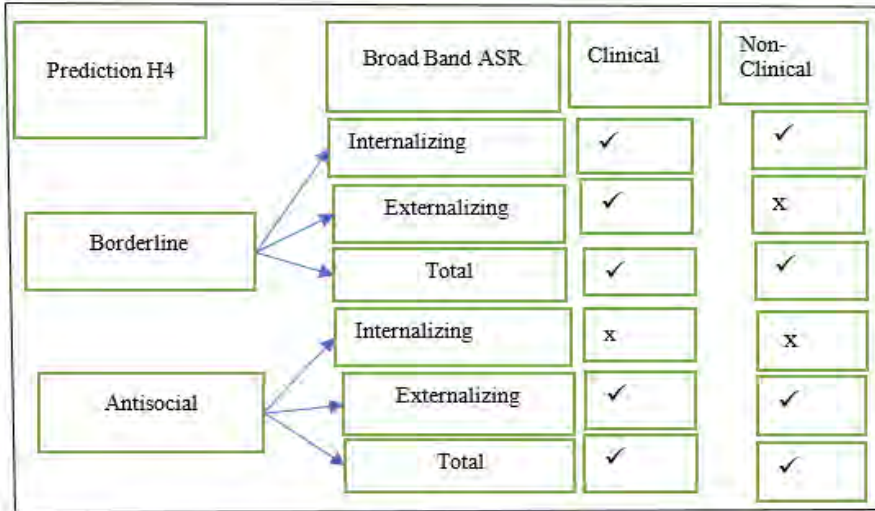 Prediction H4
Broad Band ASR
Clinical
Non-
Clinical
Internalizing
✓
✓
Externalizing
✓
x
Borderline
Total
✓
✓
Internalizing
x
x
Antisocial
Externalizing
✓
✓
Total
✓
✓